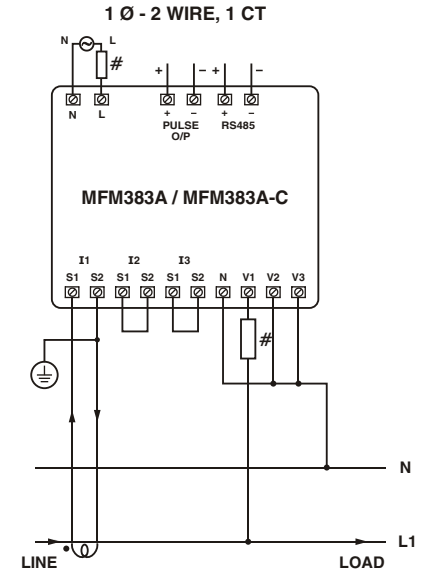 1 Ø - 2 WIRE, 1 CT
N L
#
+ – + –
N L + – + –
PULSE O/P RS485
MFM383A / MFM383A-C
I1 I2 I3
S1 S2 S1 S2 S1 S2 N V1 V2 V3
#
N
L1
LINE LOAD